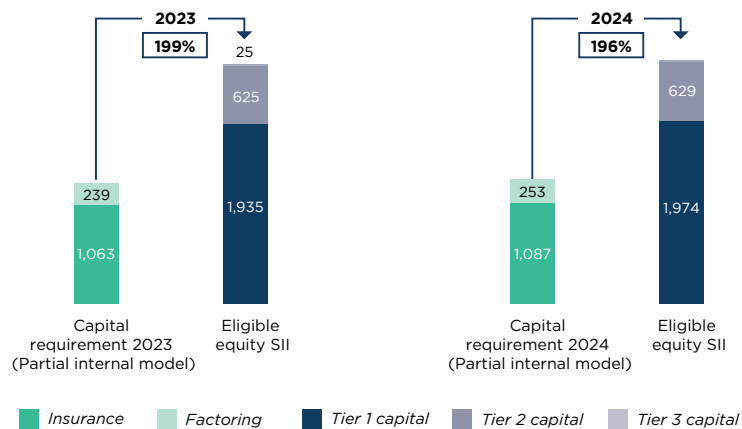 2023
199%
25
625
239
1,935
1,063
Capital
requirement 2023
(Partial internal model)
Eligible
equity SII
2024
196%
629
253
1,974
1,087
Capital
requirement 2024
(Partial internal model)
Eligible
equity SII
Insurance
Factoring
Tier 1 capital
Tier 2 capital
Tier 3 capital